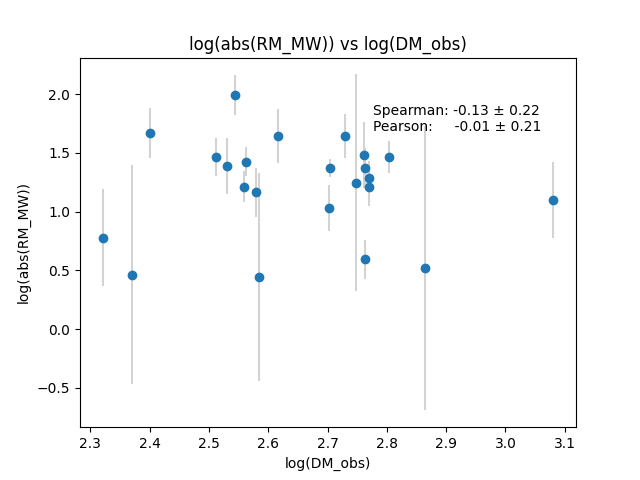 log(abs(RM_MW)) vs log(DM_obs)
Spearman: -0.13 ± 0.22
Pearson: -0.01 ± 0.21
2.0
1.5
1.0
0.5
0.0
−0.5
log(abs(RM_MW))
2.3 2.4 2.5 2.6 2.7 2.8 2.9 3.0 3.1
log(DM_obs)